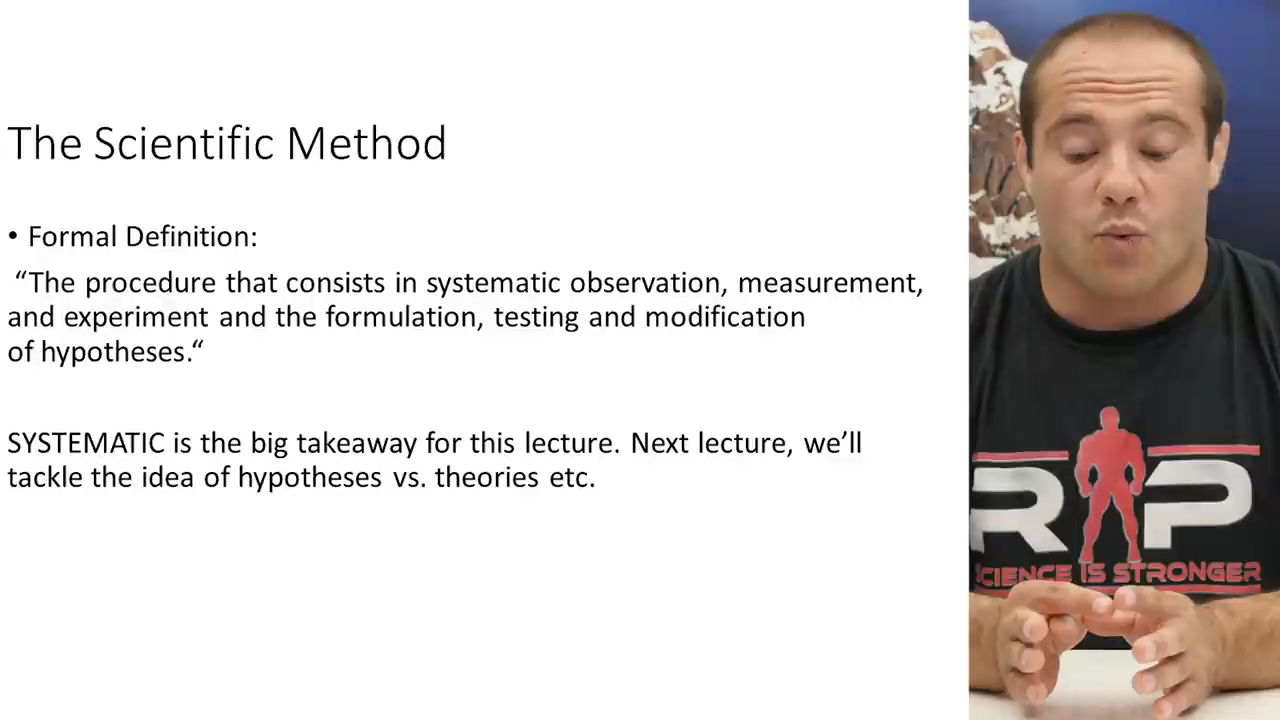 The Scientific Method
• Formal Definition:
“The procedure that consists in systematic observation, measurement,
and experiment and the formulation, testing and modification
of hypotheses.“
SYSTEMATIC is the big takeaway for this lecture. Next lecture, we’ll
tackle the idea of hypotheses vs. theories etc.
R P
SCIENCE IS STRONGER